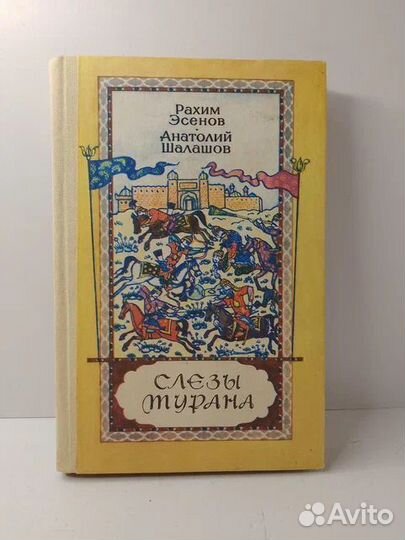 Рахим
Эсенов
Анатолий
Шалашов
СЛЕЗЫ
ТУРАНА
Avito